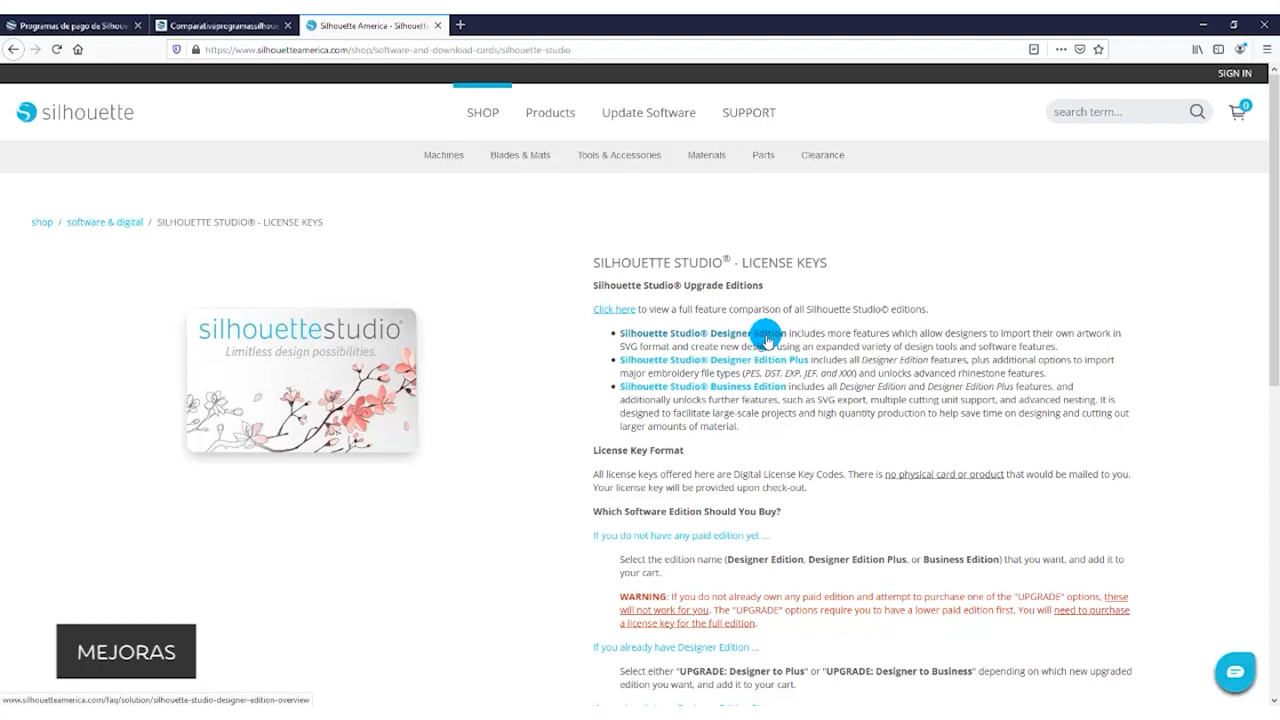 Programas de pago de Silhou
Comparativaprogramassilhou
Silhouette America - Silhouett
https://www.silhouetteamerica.com/shop/software-and-download-cards/silhouette-studio
SIGN IN
silhouette
SHOP
Products
Update Software
SUPPORT
search term...
0
Machines
Blades & Mats
Tools & Accessories
Materials
Parts
Clearance
shop / software & digital / SILHOUETTE STUDIO® - LICENSE KEYS
silhouettestudio®
Limitless design possibilities.
SILHOUETTE STUDIO® - LICENSE KEYS
Silhouette Studio® Upgrade Editions
Click here to view a full feature comparison of all Silhouette Studio© editions.
Silhouette Studio® Designer Edition includes more features which allow designers to import their own artwork in
SVG format and create new designs using an expanded variety of design tools and software features.
Silhouette Studio® Designer Edition Plus includes all Designer Edition features, plus additional options to import
major embroidery file types (PES, DST, EXP, JEF, and XXX) and unlocks advanced rhinestone features.
Silhouette Studio® Business Edition includes all Designer Edition and Designer Edition Plus features, and
additionally unlocks further features, such as SVG export, multiple cutting unit support, and advanced nesting. It is
designed to facilitate large-scale projects and high quantity production to help save time on designing and cutting out
larger amounts of material.
License Key Format
All license keys offered here are Digital License Key Codes. There is no physical card or product that would be mailed to you.
Your license key will be provided upon check-out.
Which Software Edition Should You Buy?
If you do not have any paid edition yet ...
Select the edition name (Designer Edition, Designer Edition Plus, or Business Edition) that you want, and add it to
your cart.
WARNING: If you do not already own any paid edition and attempt to purchase one of the "UPGRADE" options, these
will not work for you. The "UPGRADE" options require you to have a lower paid edition first. You will need to purchase
a license key for the full edition.
If you already have Designer Edition ...
Select either "UPGRADE: Designer to Plus" or "UPGRADE: Designer to Business" depending on which new upgraded
edition you want, and add it to your cart.
MEJORAS
www.silhouetteamerica.com/faq/solution/silhouette-studio-designer-edition-overview